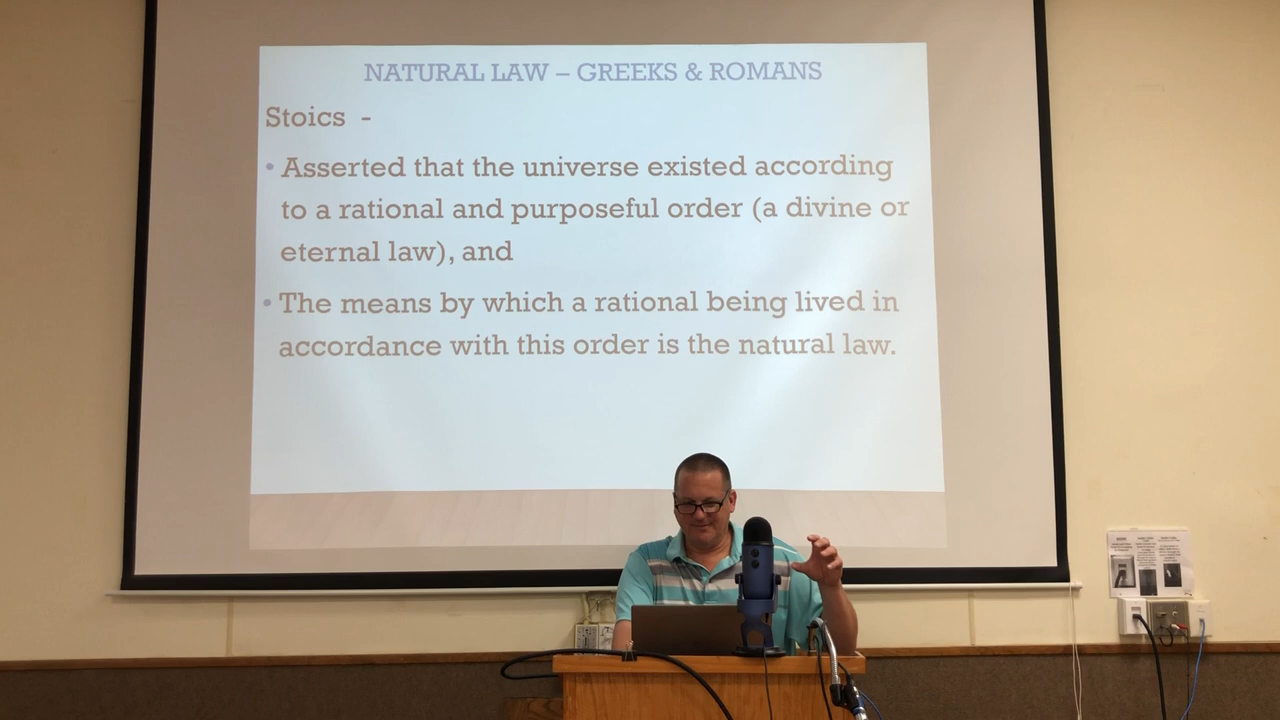 NATURAL LAW – GREEKS & ROMANS
Stoics -
• Asserted that the universe existed according
to a rational and purposeful order (a divine or
eternal law), and
• The means by which a rational being lived in
accordance with this order is the natural law.